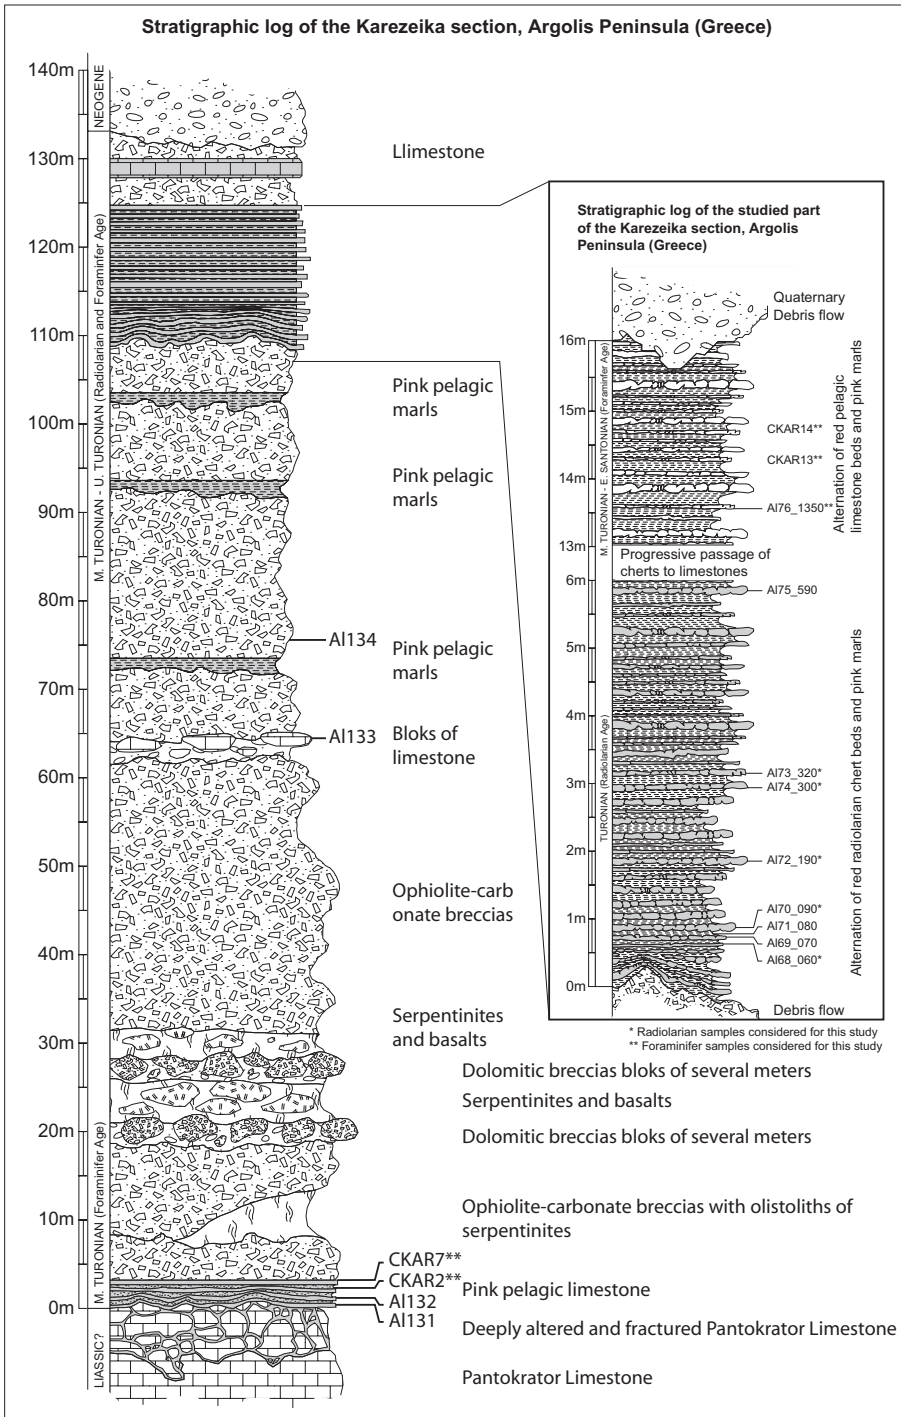 Stratigraphic log of the Karezeika section, Argolis Peninsula (Greece)
140m
130m
120m
110m
100m
90m
80m
70m
60m
50m
40m
30m
20m
10m
0m
NEOGENE
M. TURONIAN - U. TURONIAN (Radiolarian and Foraminfer Age)
M. TURONIAN (Foraminifer Age)
LIASSIC?
Llimestone
Pink pelagic
marls
Pink pelagic
marls
Al134
Pink pelagic
marls
Al133
Bloks of
limestone
Ophiolite-carb
onate breccias
Serpentinites
and basalts
Dolomitic breccias bloks of several meters
Serpentinites and basalts
Dolomitic breccias bloks of several meters
Ophiolite-carbonate breccias with olistoliths of
serpentinites
CKAR7**
CKAR2**
Al132
Al131
Pink pelagic limestone
Deeply altered and fractured Pantokrator Limestone
Pantokrator Limestone
Stratigraphic log of the studied part
of the Karezeika section, Argolis
Peninsula (Greece)
Quaternary
Debris flow
16m
15m
14m
13m
6m
5m
4m
3m
2m
1m
0m
M. TURONIAN - E. SANTONIAN (Foraminfer Age)
TURONIAN (Radiolarian Age)
CKAR14**
CKAR13**
Al76_1350**
Progressive passage of
cherts to limestones
Al75_590
Al73_320*
Al74_300*
Al72_190*
Al70_090*
Al71_080
Al69_070
Al68_060*
Debris flow
Alternation of red pelagic
limestone beds and pink marls
Alternation of red radiolarian chert beds and pink marls
* Radiolarian samples considered for this study
** Foraminifer samples considered for this study